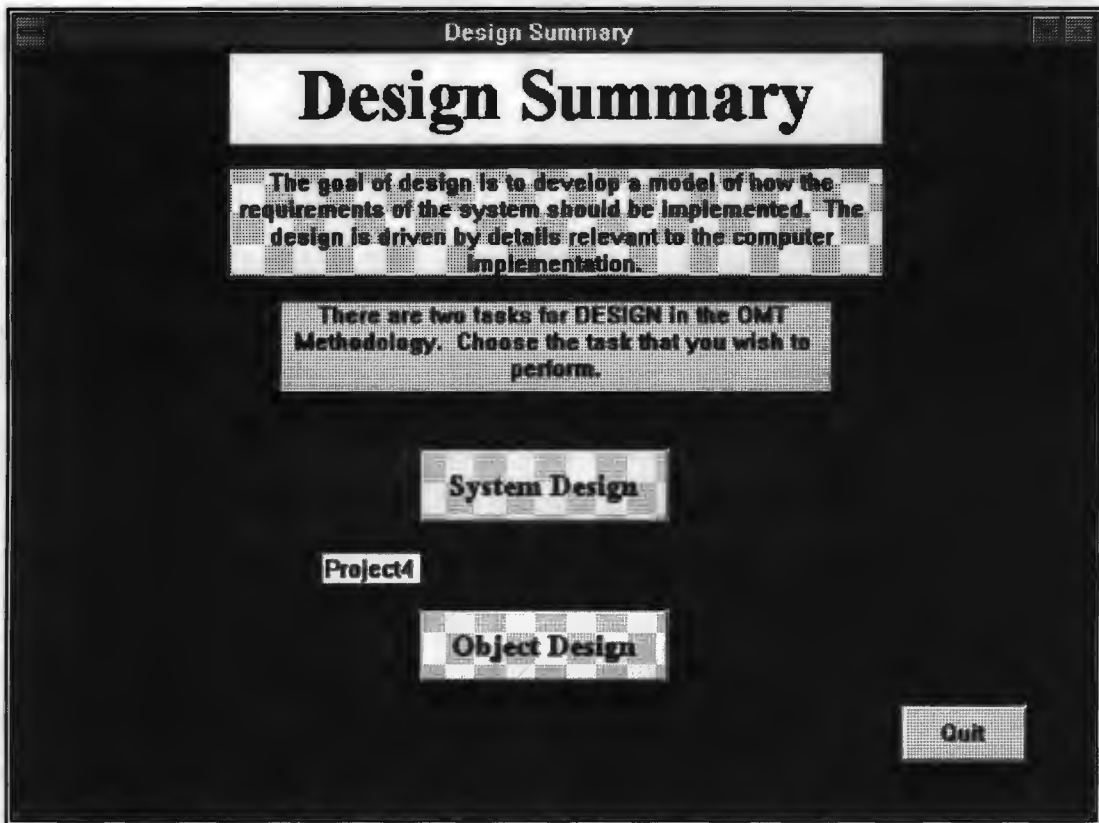 Design Summary
Design Summary
The goal of design is to develop a model of how the
requirements of the system should be implemented. The
design is driven by details relevant to the computer
implementation.
There are two tasks for DESIGN in the OMT
Methodology. Choose the task that you wish to
perform.
System Design
Project4
Object Design
Quit